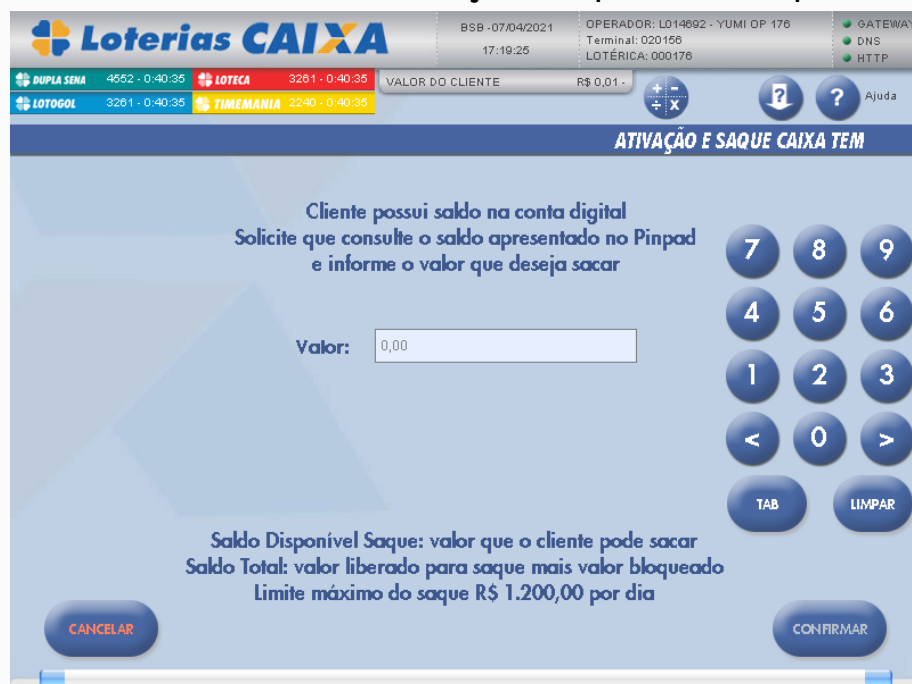 Loterias CAIXA
BSB - 07/04/2021
17:19:25
OPERADOR: L014692 - YUMI OP 176
Terminal: 020156
LOTÉRICA: 000176
GATEWAY
DNS
HTTP
DUPLA SENA 4552 - 0:40:35
LOTECA 3261 - 0:40:35
LOTOGOL 3261 - 0:40:35
TIMEMANIA 2240 - 0:40:35
VALOR DO CLIENTE R$ 0,01 -
+ -
÷ x
?
?
Ajuda
ATIVAÇÃO E SAQUE CAIXA TEM
Cliente possui saldo na conta digital
Solicite que consulte o saldo apresentado no Pinpad
e informe o valor que deseja sacar
Valor: 0,00
7 8 9
4 5 6
1 2 3
< 0 >
TAB LIMPAR
Saldo Disponível Saque: valor que o cliente pode sacar
Saldo Total: valor liberado para saque mais valor bloqueado
Limite máximo do saque R$ 1.200,00 por dia
CANCELAR CONFIRMAR